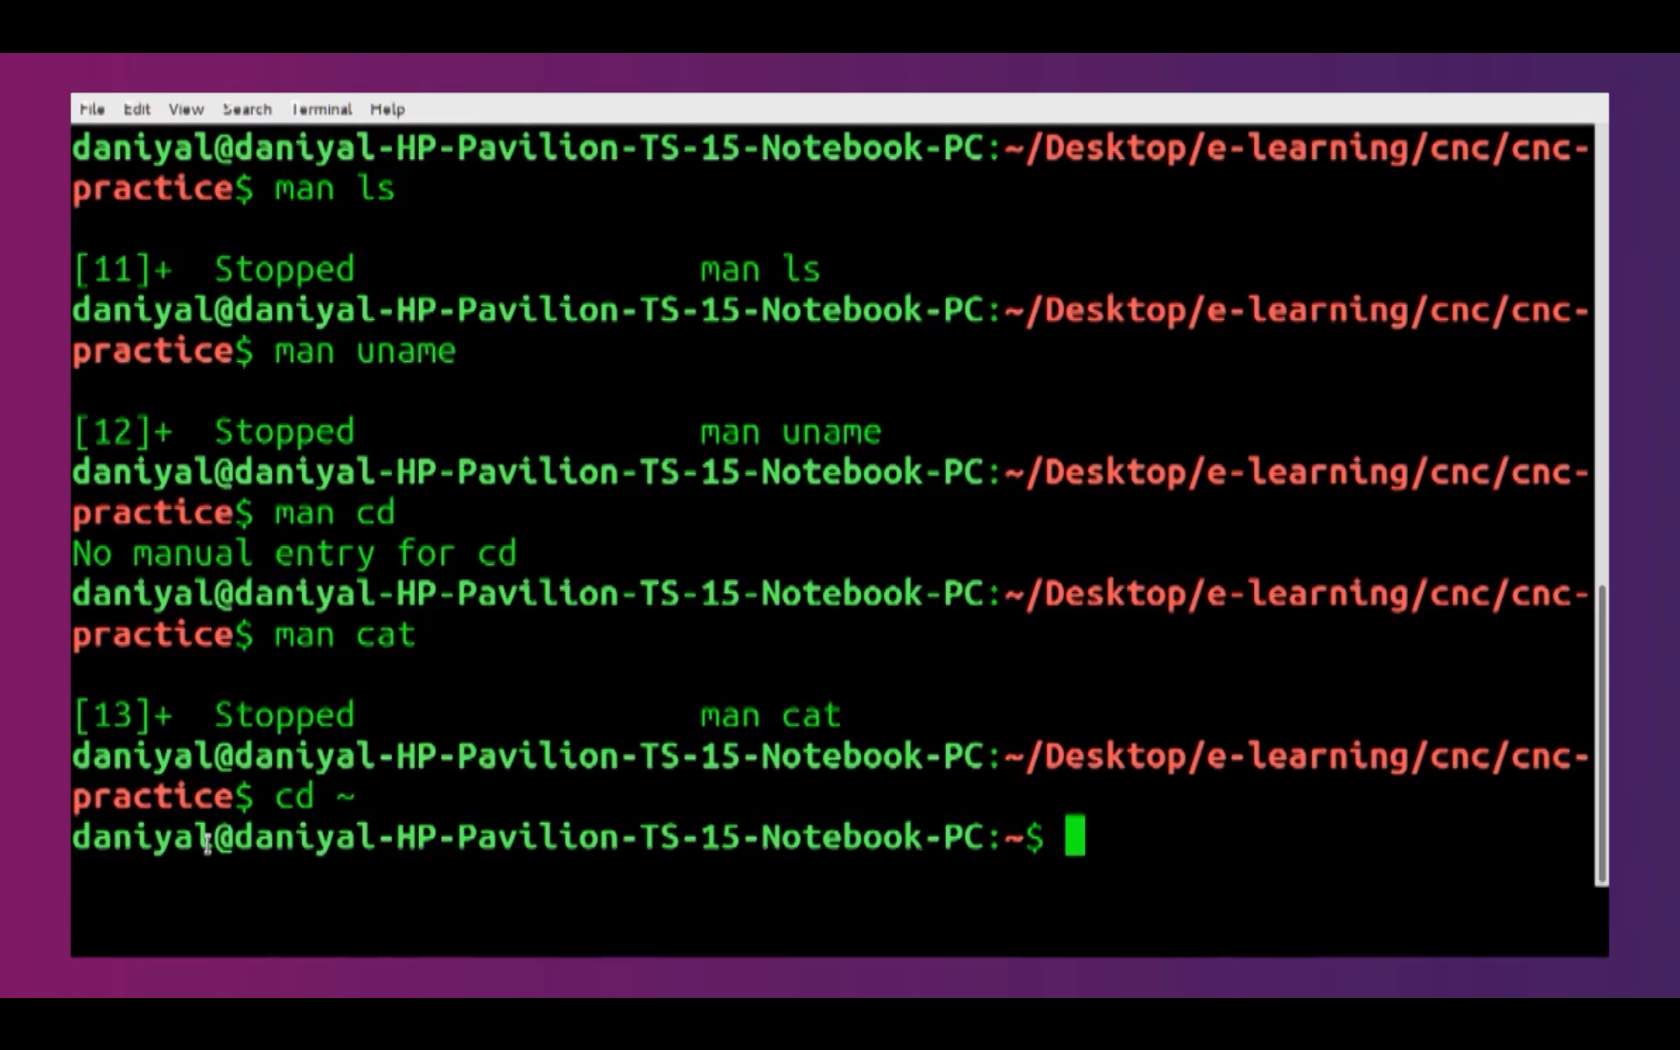 File Edit View Search Terminal Help
daniyal@daniyal-HP-Pavilion-TS-15-Notebook-PC:~/Desktop/e-learning/cnc/cnc-
practice$ man ls
[11]+  Stopped                 man ls
daniyal@daniyal-HP-Pavilion-TS-15-Notebook-PC:~/Desktop/e-learning/cnc/cnc-
practice$ man uname
[12]+  Stopped                 man uname
daniyal@daniyal-HP-Pavilion-TS-15-Notebook-PC:~/Desktop/e-learning/cnc/cnc-
practice$ man cd
No manual entry for cd
daniyal@daniyal-HP-Pavilion-TS-15-Notebook-PC:~/Desktop/e-learning/cnc/cnc-
practice$ man cat
[13]+  Stopped                 man cat
daniyal@daniyal-HP-Pavilion-TS-15-Notebook-PC:~/Desktop/e-learning/cnc/cnc-
practice$ cd ~
daniyal@daniyal-HP-Pavilion-TS-15-Notebook-PC:~$